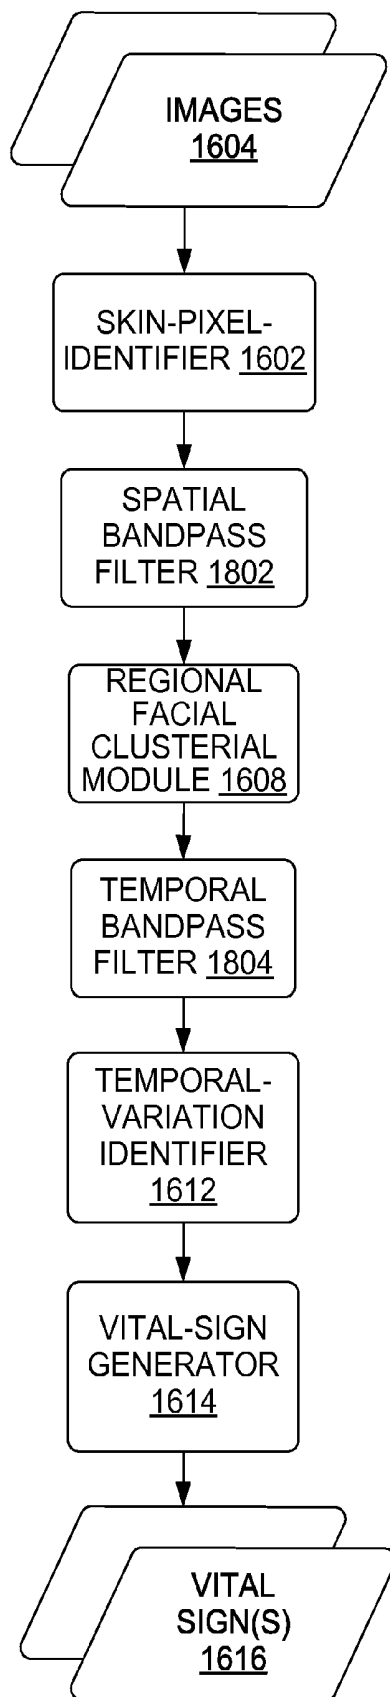 IMAGES
1604
SKIN-PIXEL-
IDENTIFIER 1602
SPATIAL
BANDPASS
FILTER 1802
REGIONAL
FACIAL
CLUSTERIAL
MODULE 1608
TEMPORAL
BANDPASS
FILTER 1804
TEMPORAL-
VARIATION
IDENTIFIER
1612
VITAL-SIGN
GENERATOR
1614
VITAL
SIGN(S)
1616